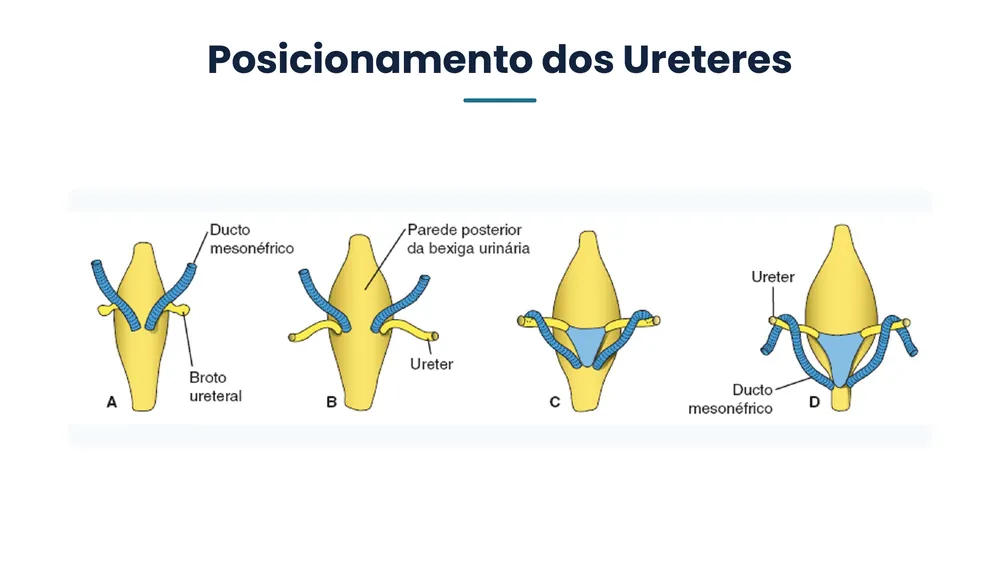 Posicionamento dos Ureteres
Ducto
mesonéfrico
Broto
ureteral
A
Parede posterior
da bexiga urinária
Ureter
B
C
Ureter
Ducto
mesonéfrico
D